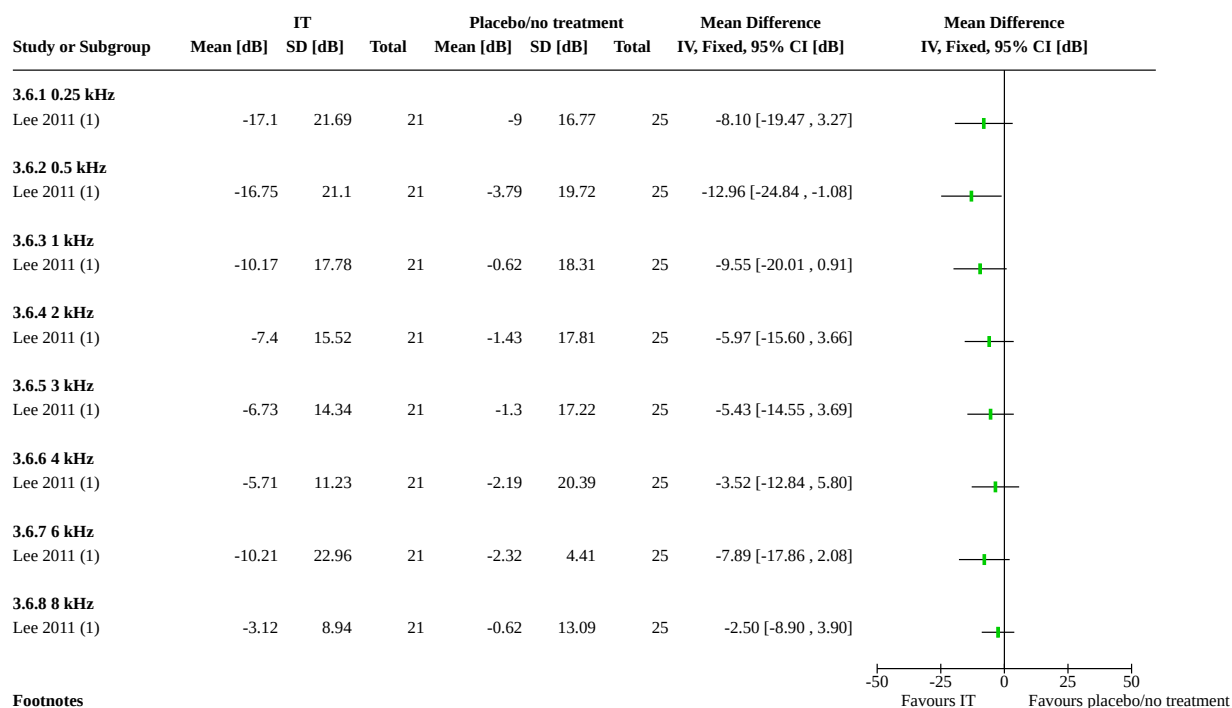 IT Placebo/no treatment Mean Difference Mean Difference
Study or Subgroup Mean [dB] SD [dB] Total Mean [dB] SD [dB] Total IV, Fixed, 95% CI [dB] IV, Fixed, 95% CI [dB]
3.6.1 0.25 kHz
Lee 2011 (1) -17.1 21.69 21 -9 16.77 25 -8.10 [-19.47 , 3.27]
3.6.2 0.5 kHz
Lee 2011 (1) -16.75 21.1 21 -3.79 19.72 25 -12.96 [-24.84 , -1.08]
3.6.3 1 kHz
Lee 2011 (1) -10.17 17.78 21 -0.62 18.31 25 -9.55 [-20.01 , 0.91]
3.6.4 2 kHz
Lee 2011 (1) -7.4 15.52 21 -1.43 17.81 25 -5.97 [-15.60 , 3.66]
3.6.5 3 kHz
Lee 2011 (1) -6.73 14.34 21 -1.3 17.22 25 -5.43 [-14.55 , 3.69]
3.6.6 4 kHz
Lee 2011 (1) -5.71 11.23 21 -2.19 20.39 25 -3.52 [-12.84 , 5.80]
3.6.7 6 kHz
Lee 2011 (1) -10.21 22.96 21 -2.32 4.41 25 -7.89 [-17.86 , 2.08]
3.6.8 8 kHz
Lee 2011 (1) -3.12 8.94 21 -0.62 13.09 25 -2.50 [-8.90 , 3.90]
-50 -25 0 25 50
Footnotes Favours IT Favours placebo/no treatment